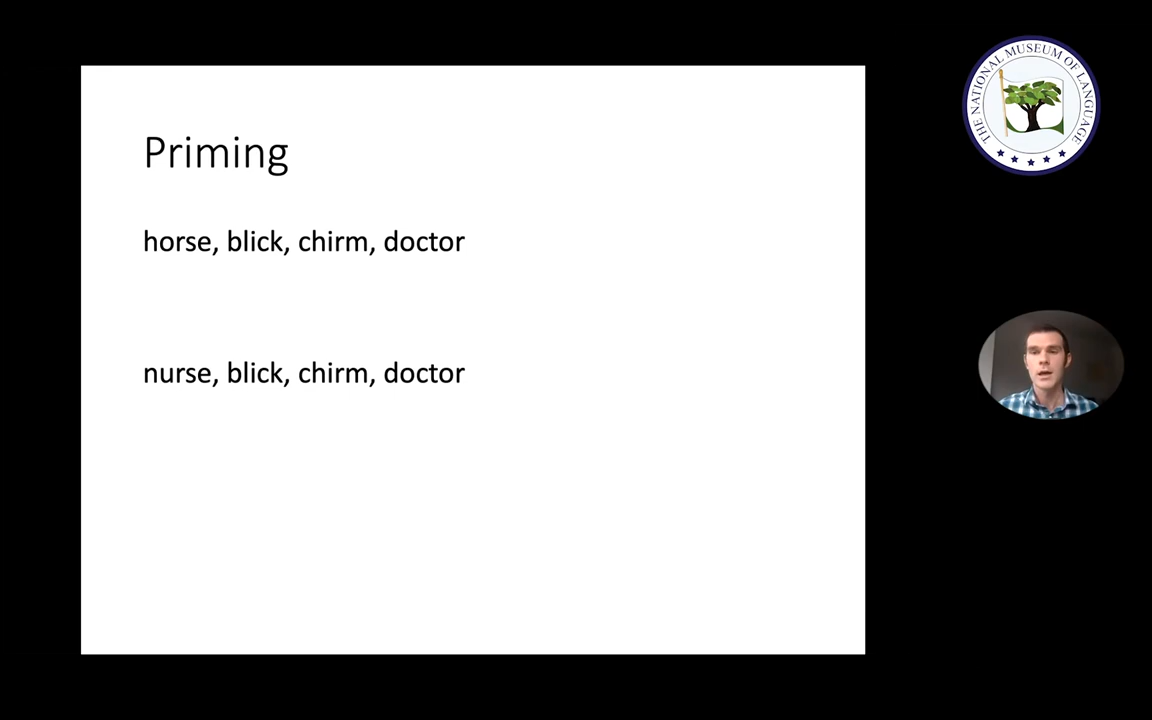 Priming
horse, blick, chirm, doctor
nurse, blick, chirm, doctor
THE NATIONAL MUSEUM OF LANGUAGE